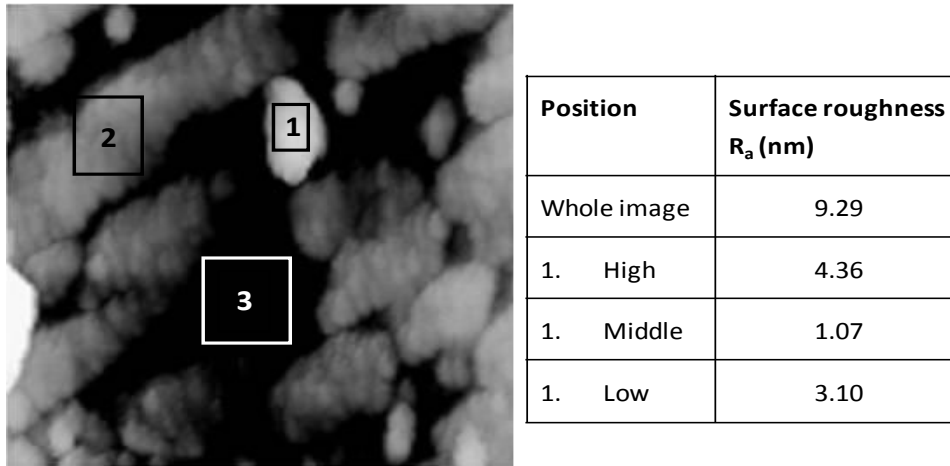 1
2
3
Position Surface roughness
Rₐ (nm)
Whole image 9.29
1. High 4.36
1. Middle 1.07
1. Low 3.10